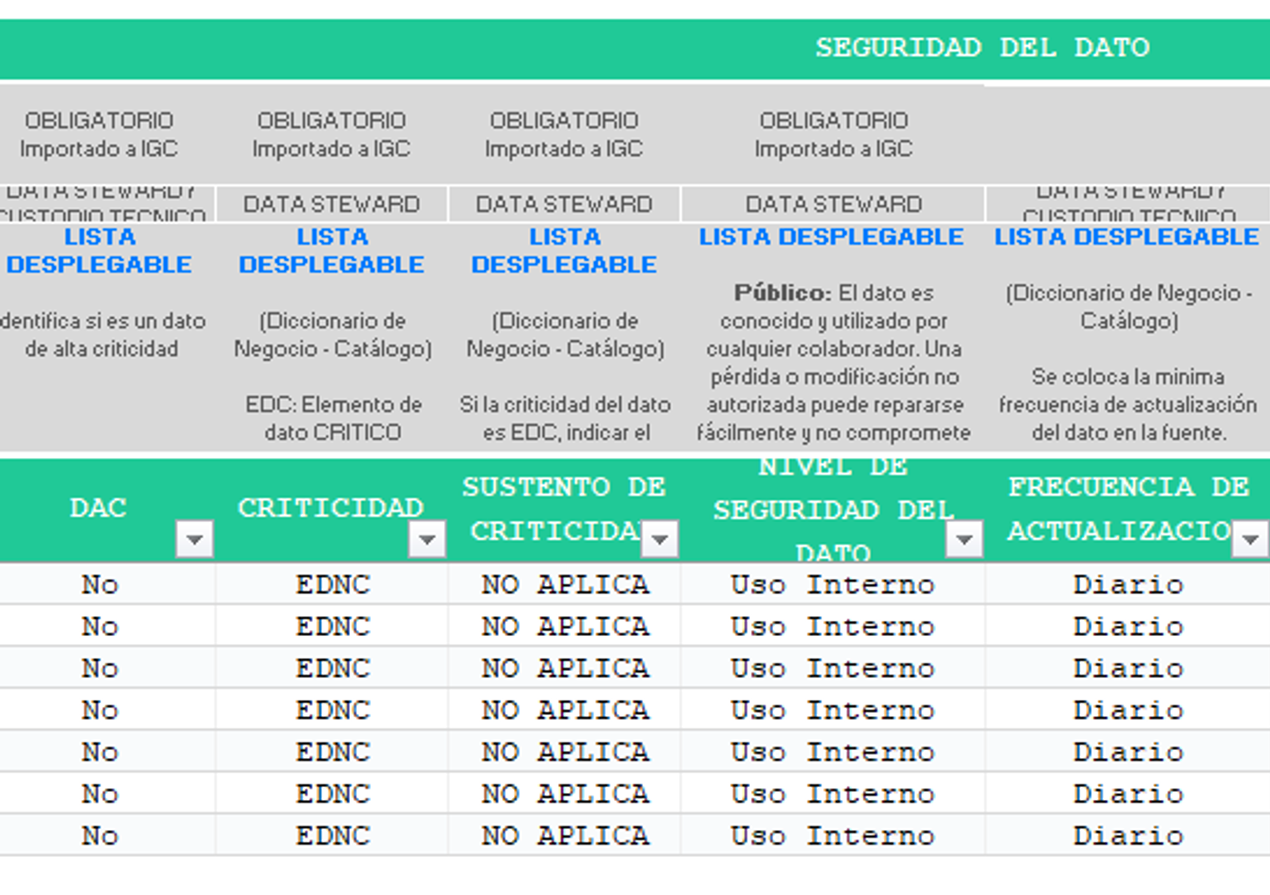 SEGURIDAD DEL DATO
OBLIGATORIO
Importado a IGC
OBLIGATORIO
Importado a IGC
OBLIGATORIO
Importado a IGC
OBLIGATORIO
Importado a IGC
DATA STEWARD Y
CUSTODIO TECNICO
DATA STEWARD
DATA STEWARD
DATA STEWARD
DATA STEWARD Y
CUSTODIO TECNICO
LISTA
DESPLEGABLE
dentifica si es un dato
de alta criticidad
LISTA
DESPLEGABLE
(Diccionario de
Negocio - Catálogo)
EDC: Elemento de
dato CRITICO
LISTA
DESPLEGABLE
(Diccionario de
Negocio - Catálogo)
Si la criticidad del dato
es EDC, indicar el
LISTA DESPLEGABLE
Público: El dato es
conocido y utilizado por
cualquier colaborador. Una
pérdida o modificación no
autorizada puede repararse
fácilmente y no compromete
LISTA DESPLEGABLE
(Diccionario de Negocio -
Catálogo)
Se coloca la minima
frecuencia de actualización
del dato en la fuente.
DAC
CRITICIDAD
SUSTENTO DE
CRITICIDA
NIVEL DE
SEGURIDAD DEL
DATO
FRECUENCIA DE
ACTUALIZACIO
No EDNC NO APLICA Uso Interno Diario
No EDNC NO APLICA Uso Interno Diario
No EDNC NO APLICA Uso Interno Diario
No EDNC NO APLICA Uso Interno Diario
No EDNC NO APLICA Uso Interno Diario
No EDNC NO APLICA Uso Interno Diario
No EDNC NO APLICA Uso Interno Diario